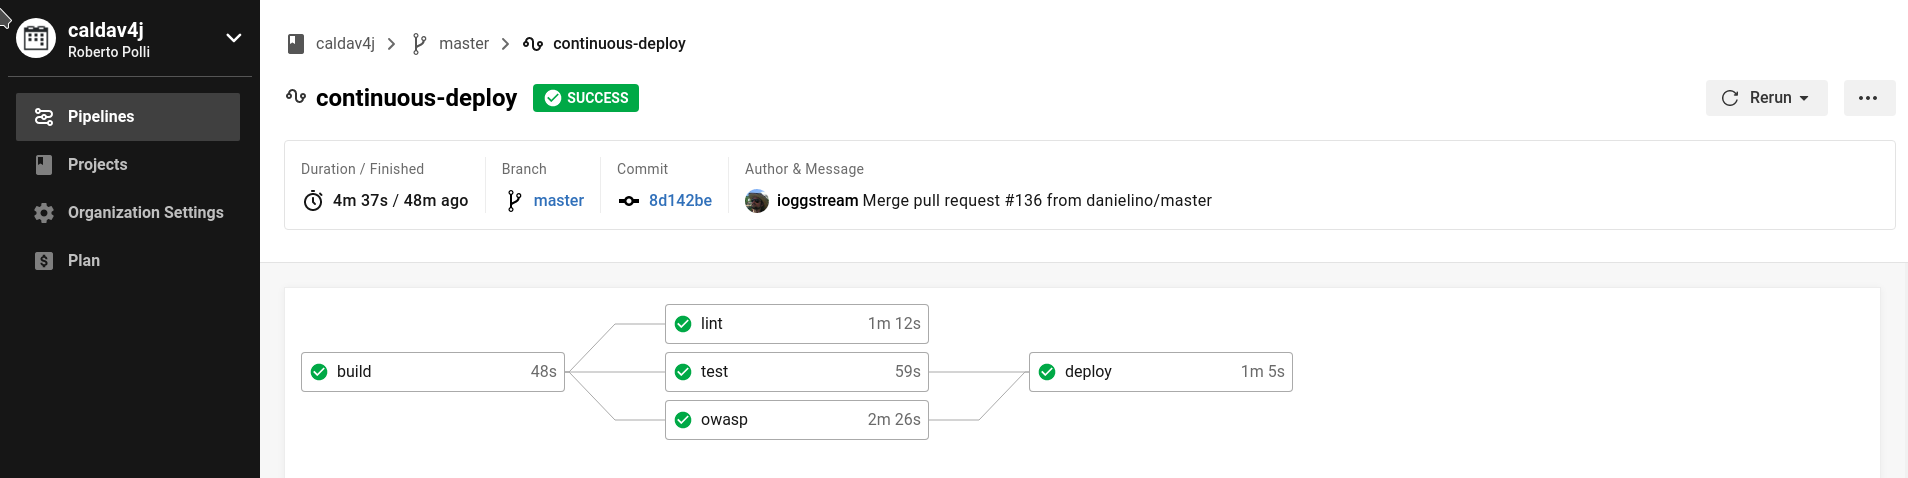 caldav4j
Roberto Polli
Pipelines
Projects
Organization Settings
Plan
caldav4j master continuous-deploy
continuous-deploy SUCCESS
Rerun
Duration / Finished
4m 37s / 48m ago
Branch
master
Commit
8d142be
Author & Message
ioggstream Merge pull request #136 from danielino/master
build 48s
lint 1m 12s
test 59s
owasp 2m 26s
deploy 1m 5s